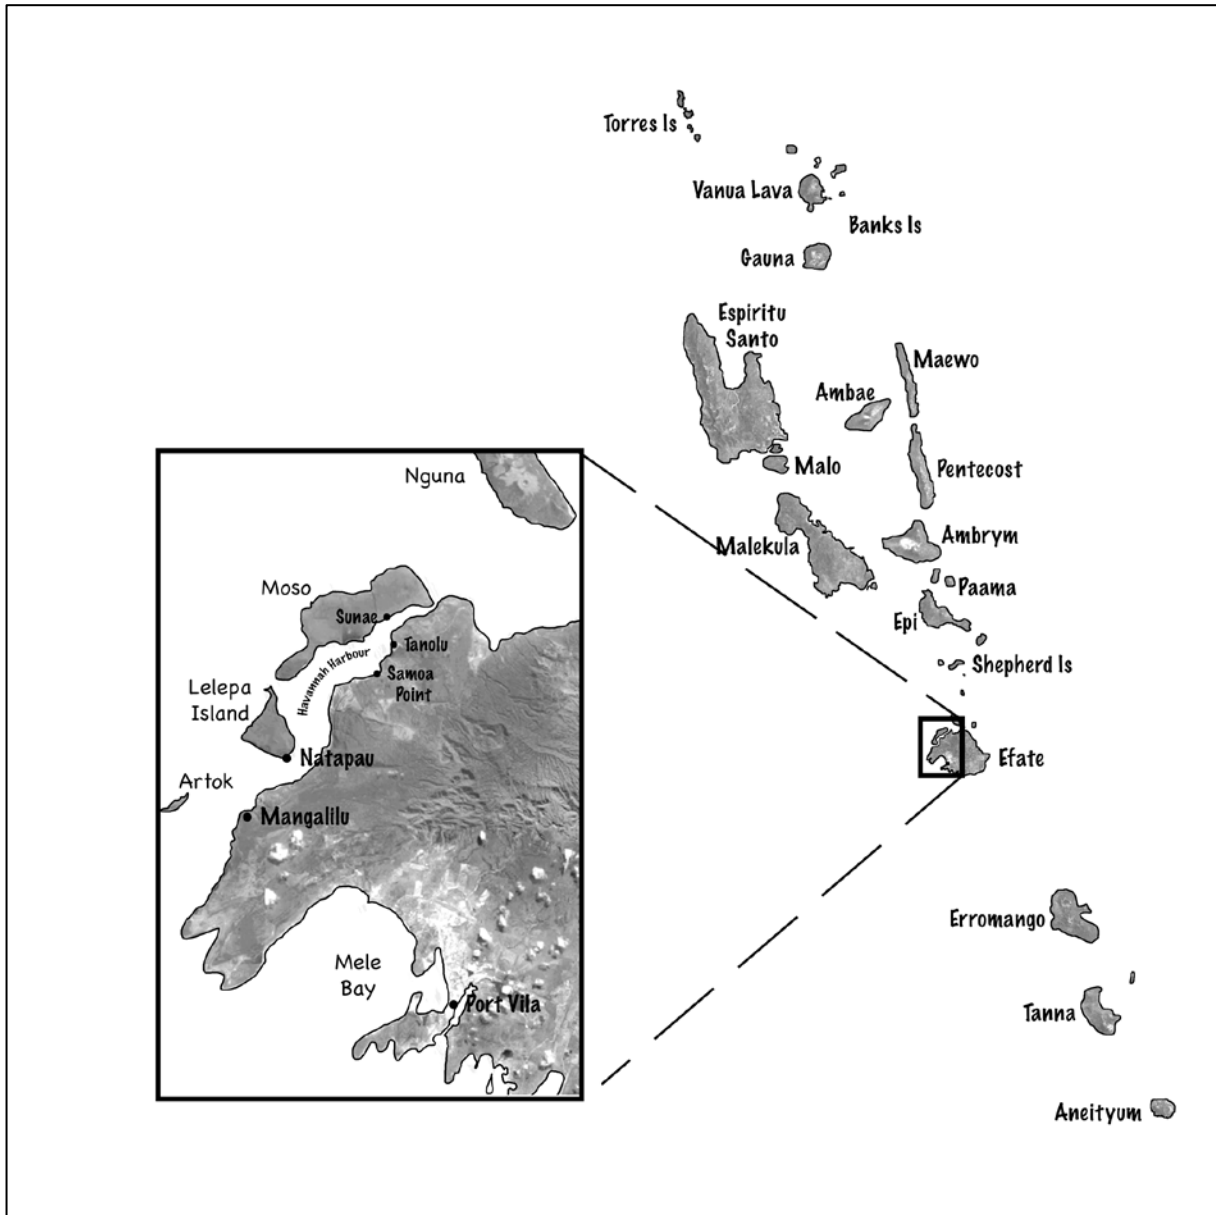 Torres Is
Vanua Lava
Banks Is
Gauna
Espiritu
Santo
Maewo
Ambae
Malo
Pentecost
Malekula
Ambrym
Paama
Epi
Shepherd Is
Efate
Erromango
Tanna
Aneityum
Nguna
Moso
Sunae
Tanolu
Havannah Harbour
Samoa
Point
Lelepa
Island
Natapau
Artok
Mangalilu
Mele
Bay
Port Vila